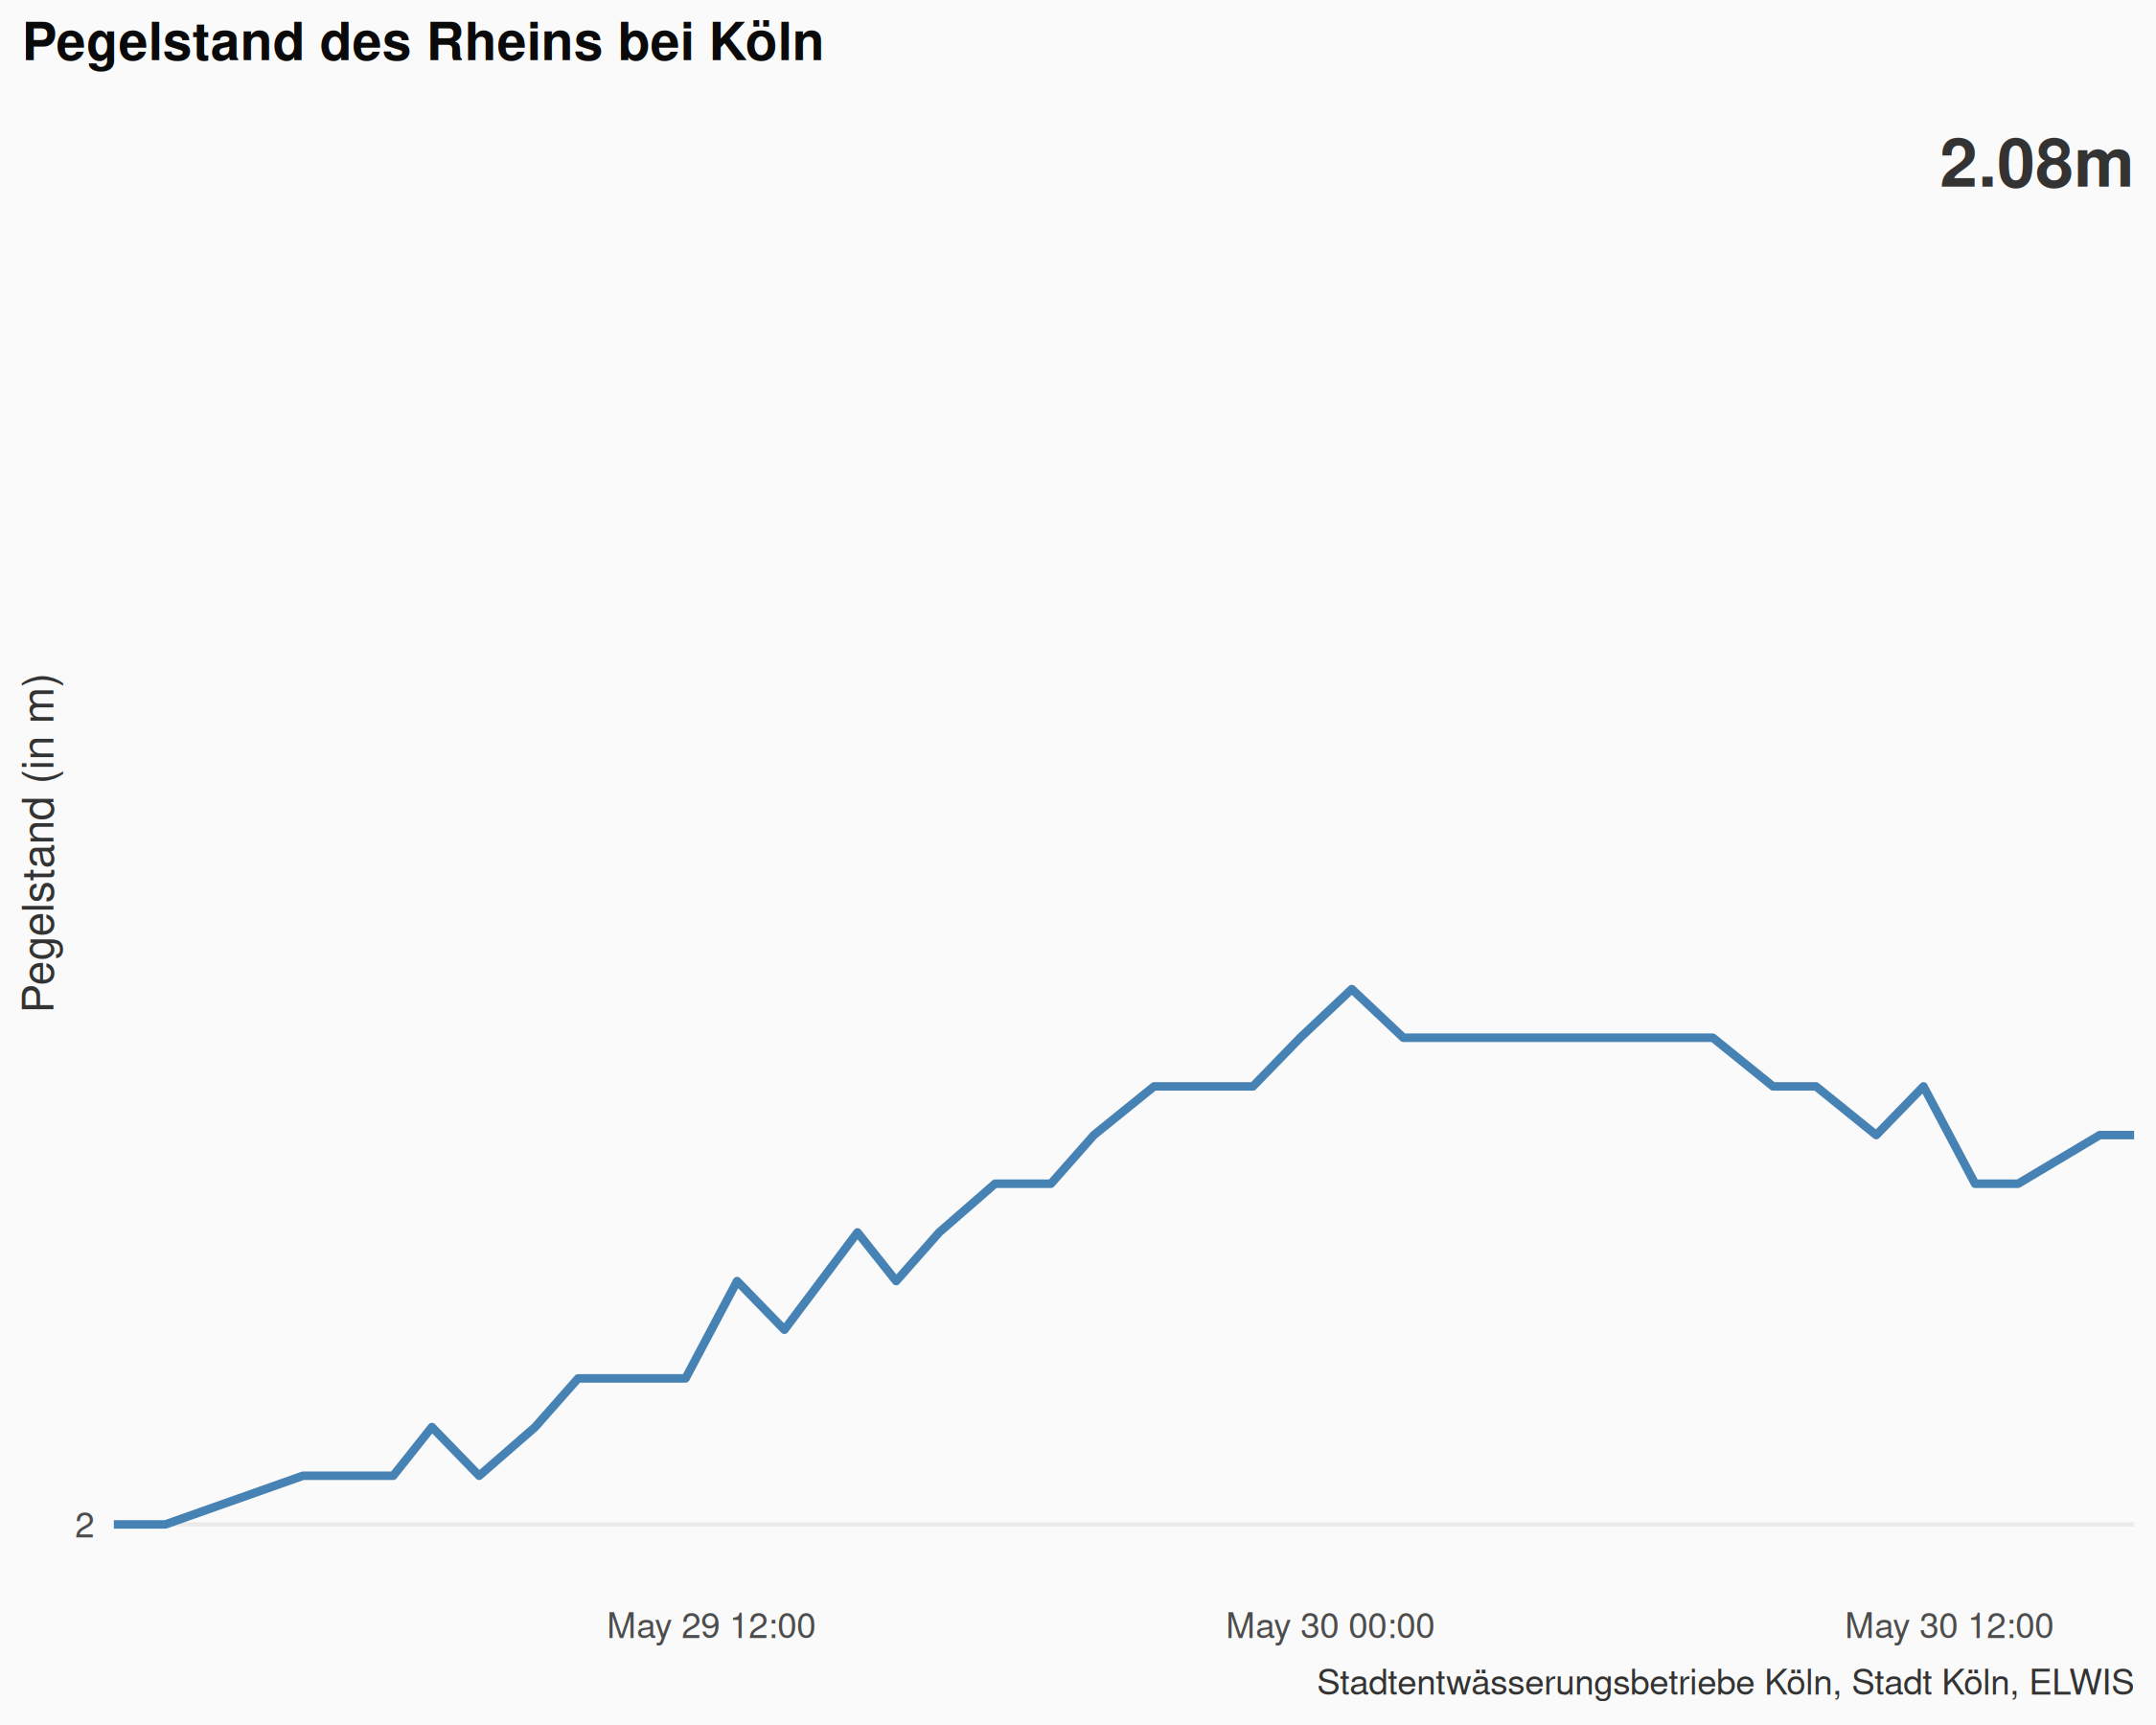 Pegelstand des Rheins bei Köln
2.08m
Pegelstand (in m)
2
May 29 12:00
May 30 00:00
May 30 12:00
Stadtentwässerungsbetriebe Köln, Stadt Köln, ELWIS